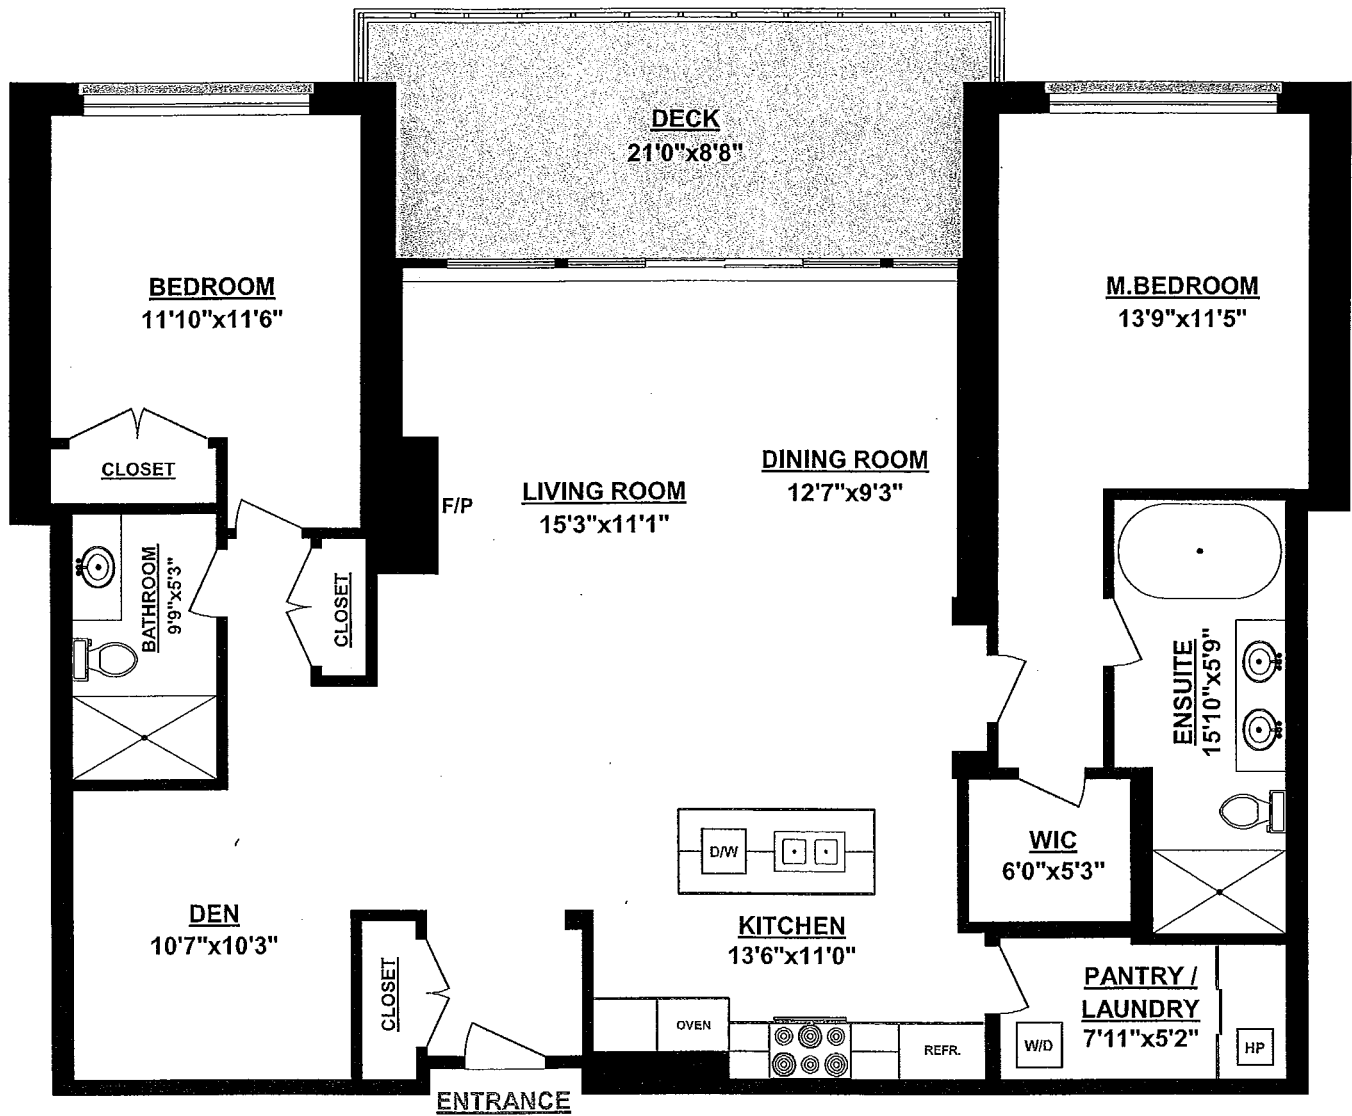 DECK
21'0"x8'8"
BEDROOM
11'10"x11'6"
M.BEDROOM
13'9"x11'5"
CLOSET
F/P
LIVING ROOM
15'3"x11'1"
DINING ROOM
12'7"x9'3"
BATHROOM
9'9"x5'3"
CLOSET
ENSUITE
15'10"x5'9"
D/W
WIC
6'0"x5'3"
DEN
10'7"x10'3"
KITCHEN
13'6"x11'0"
CLOSET
OVEN
REFR.
PANTRY /
LAUNDRY
7'11"x5'2"
W/D
HP
ENTRANCE